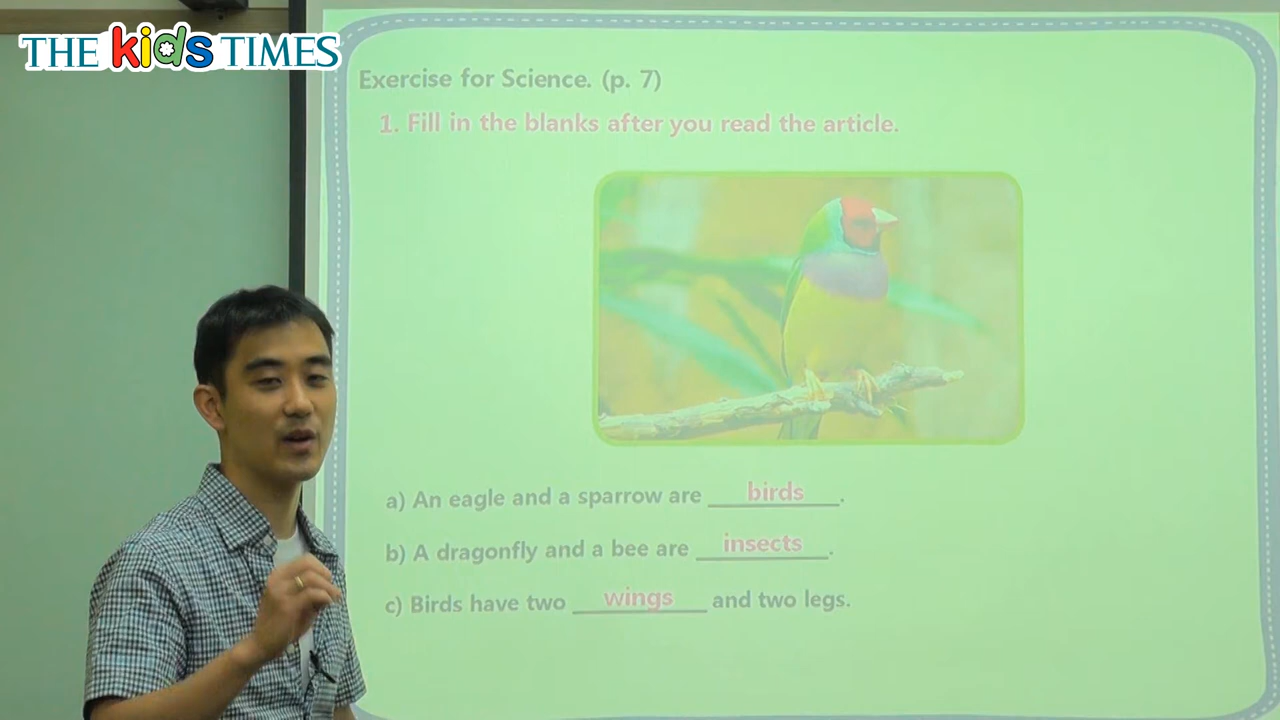 THE kids TIMES
Exercise for Science. (p. 7)
1. Fill in the blanks after you read the article.
a) An eagle and a sparrow are birds.
b) A dragonfly and a bee are insects.
c) Birds have two wings and two legs.